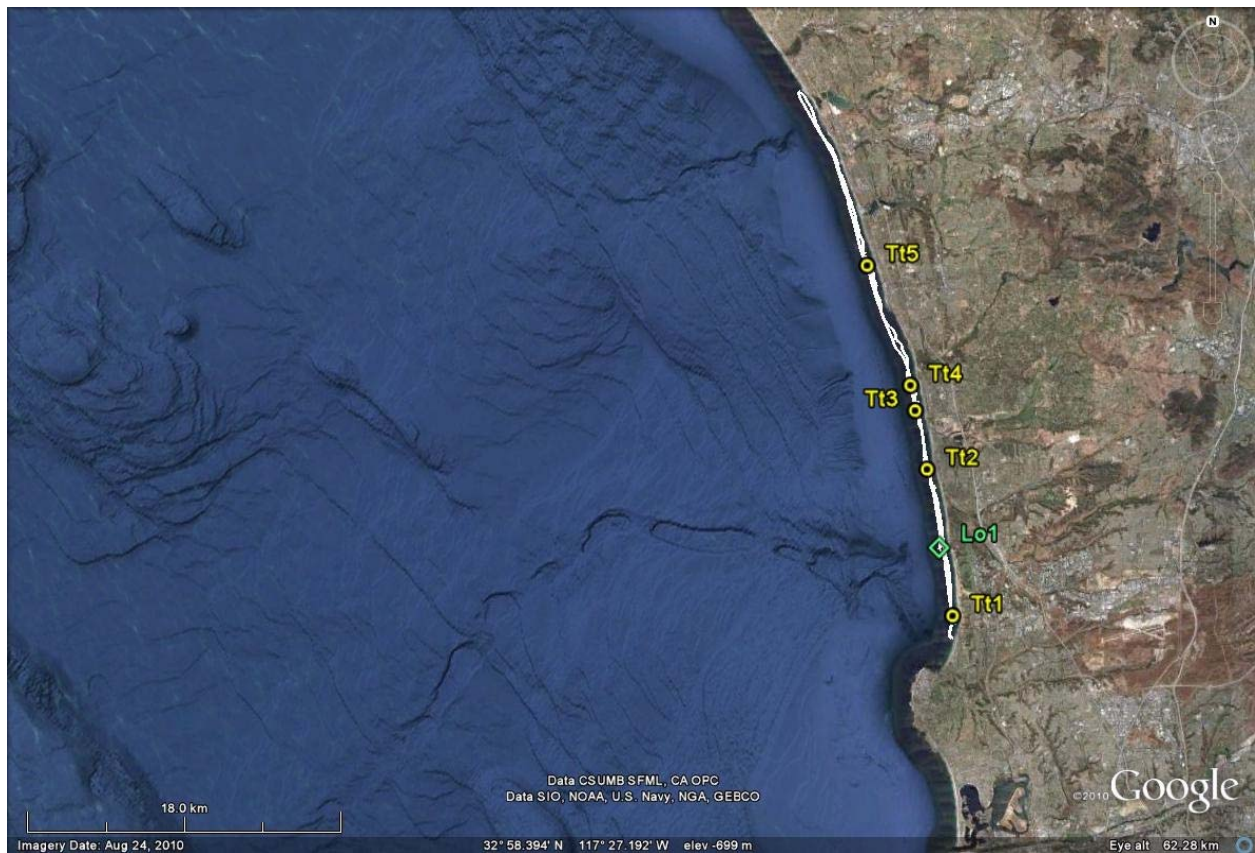 N
Tt5
Tt4
Tt3
Tt2
Lo1
Tt1
Data CSUMB SFML, CA OPC
Data SIO, NOAA, U.S. Navy, NGA, GEBCO
©2010 Google
18.0 km
Imagery Date: Aug 24, 2010 32°58.394' N 117°27.192' W elev -699 m Eye alt 62.28 km